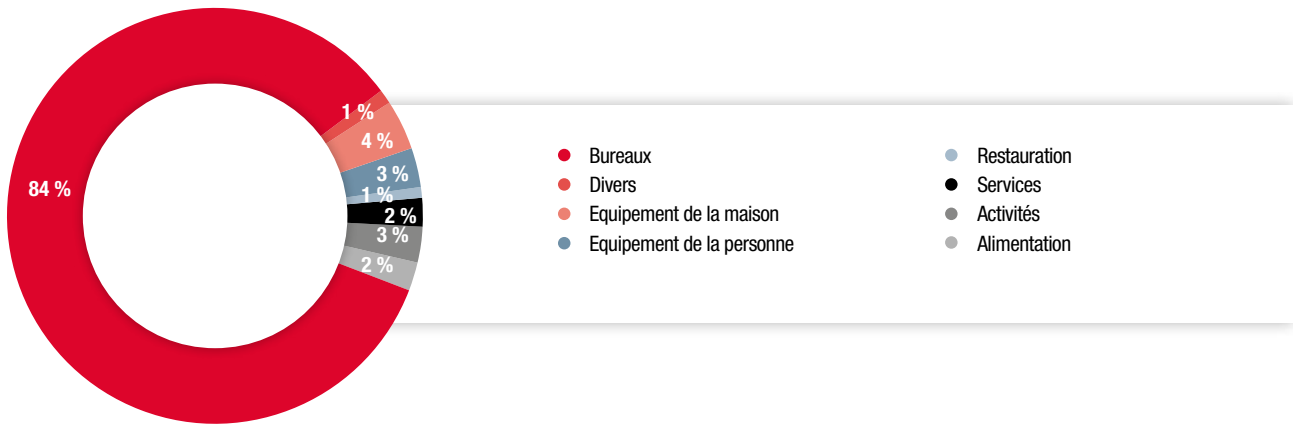 84 %
1 %
4 %
3 %
1 %
2 %
3 %
2 %
Bureaux
Divers
Equipement de la maison
Equipement de la personne
Restauration
Services
Activités
Alimentation